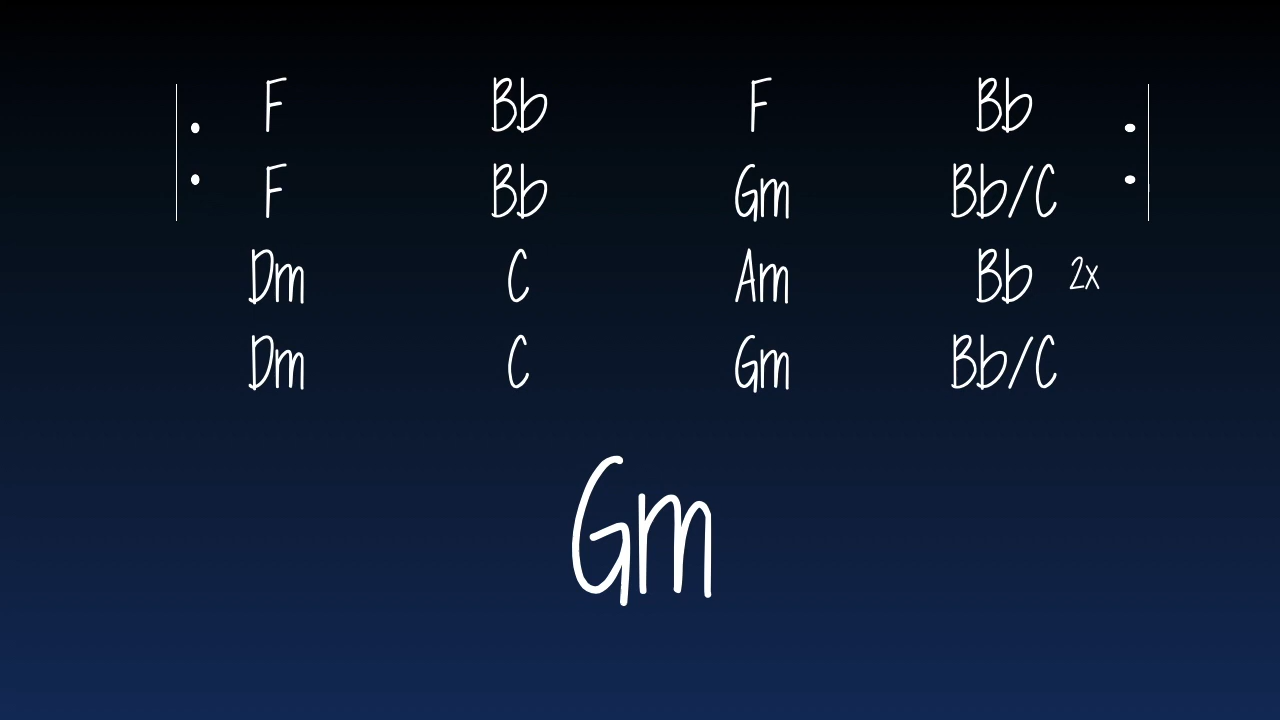 F Bb F Bb
F Bb Gm Bb/C
Dm C Am Bb 2x
Dm C Gm Bb/C
Gm